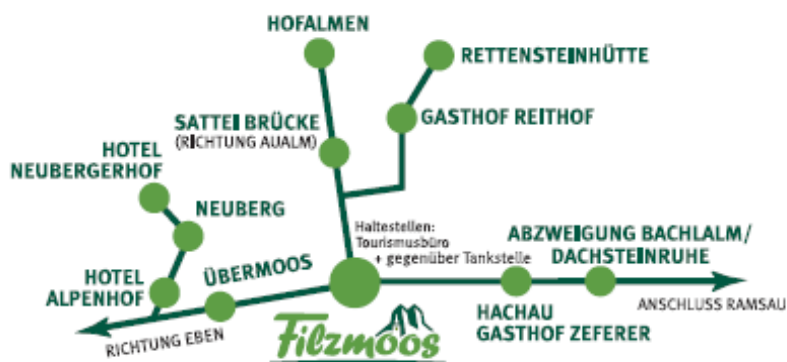 HOFALMEN
RETTENSTEINHÜTTE
SATTEI BRÜCKE
(RICHTUNG AUALM)
GASTHOF REITHOF
HOTEL
NEUBERGERHOF
NEUBERG
Haltestellen:
Tourismusbüro
+ gegenüber Tankstelle
ABZWEIGUNG BACHLALM/
DACHSTEINRUHE
HOTEL
ALPENHOF
ÜBERMOOS
RICHTUNG EBEN
HACHAU
GASTHOF ZEFERER
ANSCHLUSS RAMSAU
Filzmoos